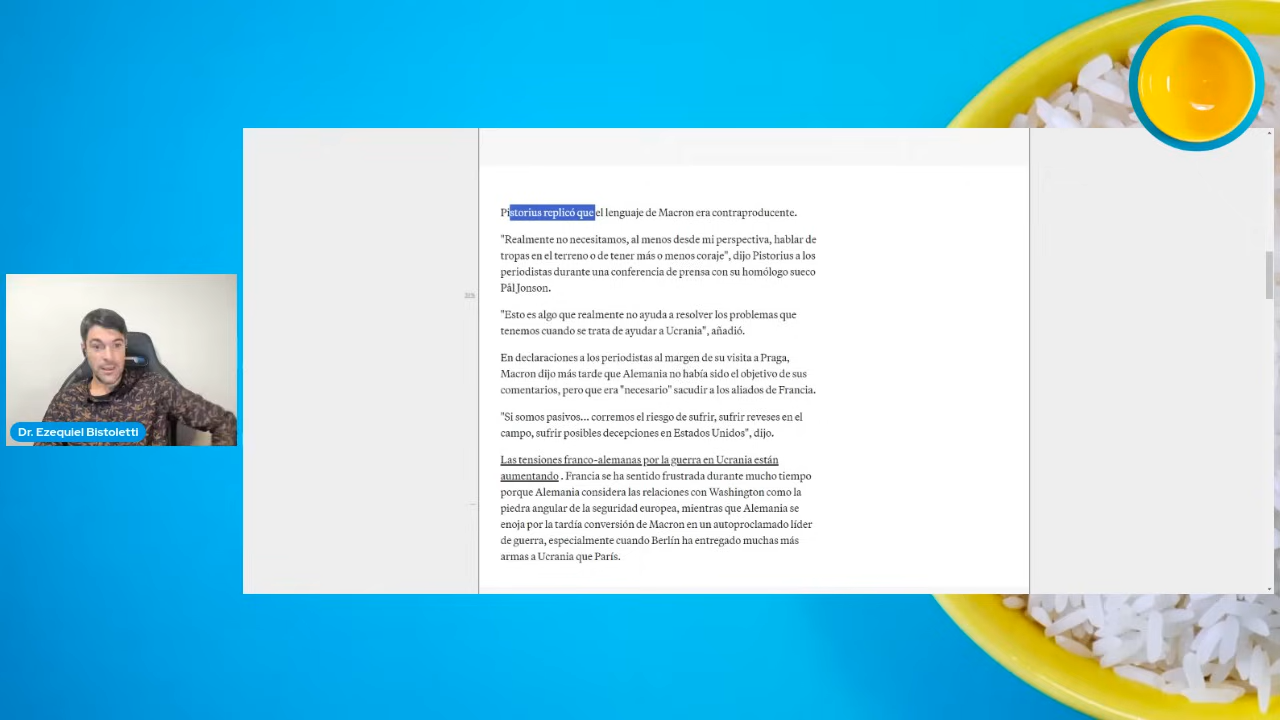 Pistorius replicó que el lenguaje de Macron era contraproducente.
"Realmente no necesitamos, al menos desde mi perspectiva, hablar de
tropas en el terreno o de tener más o menos coraje", dijo Pistorius a los
periodistas durante una conferencia de prensa con su homólogo sueco
Pål Jonson.
"Esto es algo que realmente no ayuda a resolver los problemas que
tenemos cuando se trata de ayudar a Ucrania", añadió.
En declaraciones a los periodistas al margen de su visita a Praga,
Macron dijo más tarde que Alemania no había sido el objetivo de sus
comentarios, pero que era "necesario" sacudir a los aliados de Francia.
"Si somos pasivos... corremos el riesgo de sufrir, sufrir reveses en el
campo, sufrir posibles decepciones en Estados Unidos", dijo.
Las tensiones franco-alemanas por la guerra en Ucrania están
aumentando . Francia se ha sentido frustrada durante mucho tiempo
porque Alemania considera las relaciones con Washington como la
piedra angular de la seguridad europea, mientras que Alemania se
enoja por la tardía conversión de Macron en un autoproclamado líder
de guerra, especialmente cuando Berlín ha entregado muchas más
armas a Ucrania que París.
Dr. Ezequiel Bistoletti